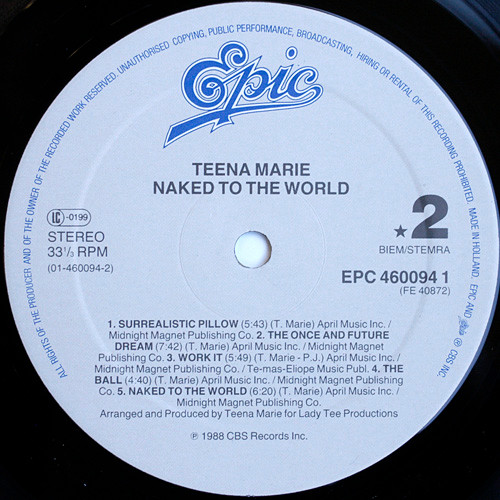 UNAUTHORISED COPYING, PUBLIC PERFORMANCE, BROADCASTING, HIRING OR RENTAL OF THIS RECORDING PROHIBITED. MADE IN HOLLAND. EPIC AND ® CBS INC.
ALL RIGHTS OF THE PRODUCER AND OF THE OWNER OF THE RECORDED WORK RESERVED.
Epic
TEENA MARIE
NAKED TO THE WORLD
LC -0199
STEREO
33 1/3 RPM
(01-460094-2)
★2
BIEM/STEMRA
EPC 460094 1
(FE 40872)
1. SURREALISTIC PILLOW (5:43) (T. Marie) April Music Inc. /
Midnight Magnet Publishing Co. 2. THE ONCE AND FUTURE
DREAM (7:42) (T. Marie) April Music Inc. / Midnight Magnet
Publishing Co. 3. WORK IT (5:49) (T. Marie - P.J.) April Music Inc. /
Midnight Magnet Publishing Co. / Te-mas-Eliope Music Publ. 4. THE
BALL (4:40) (T. Marie) April Music Inc. / Midnight Magnet Publishing
Co. 5. NAKED TO THE WORLD (6:20) (T. Marie) April Music Inc. /
Midnight Magnet Publishing Co.
Arranged and Produced by Teena Marie for Lady Tee Productions
℗ 1988 CBS Records Inc.